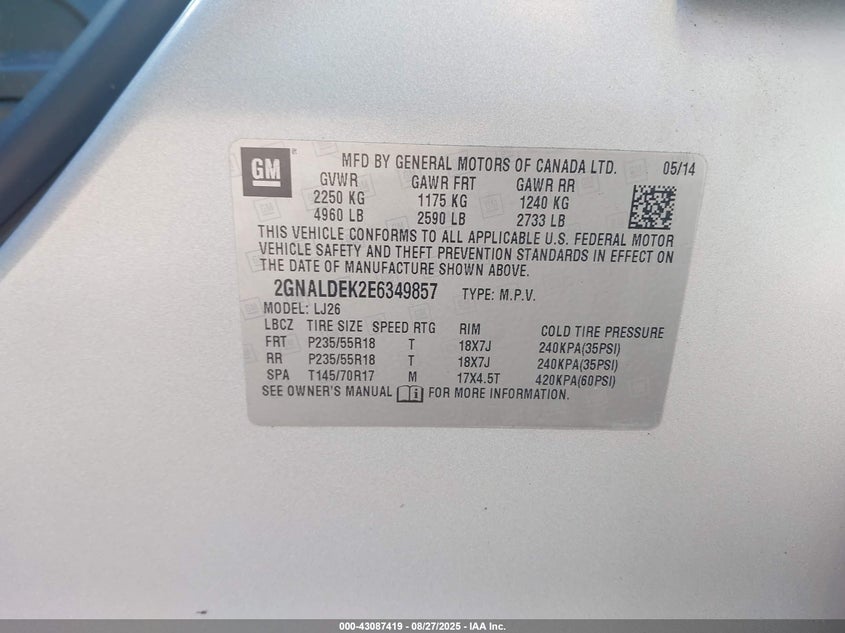 GM ®
MFD BY GENERAL MOTORS OF CANADA LTD. 05/14
GVWR GAWR FRT GAWR RR
2250 KG 1175 KG 1240 KG
4960 LB 2590 LB 2733 LB
THIS VEHICLE CONFORMS TO ALL APPLICABLE U.S. FEDERAL MOTOR
VEHICLE SAFETY AND THEFT PREVENTION STANDARDS IN EFFECT ON
THE DATE OF MANUFACTURE SHOWN ABOVE.
2GNALDEK2E6349857 TYPE: M.P.V.
MODEL: LJ26
LBCZ TIRE SIZE SPEED RTG RIM COLD TIRE PRESSURE
FRT P235/55R18 T 18X7J 240KPA(35PSI)
RR P235/55R18 T 18X7J 240KPA(35PSI)
SPA T145/70R17 M 17X4.5T 420KPA(60PSI)
SEE OWNER'S MANUAL FOR MORE INFORMATION.
000-43087419 - 08/27/2025 - IAA Inc.